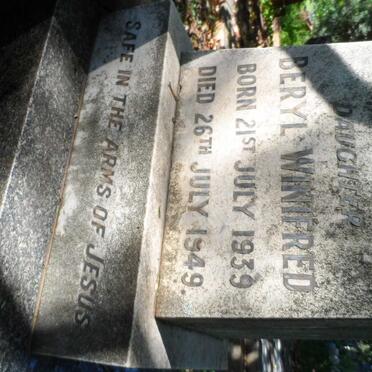 DAUGHTER
BERYL WINIFRED
BORN 21ST JULY 1939
DIED 26TH JULY 1949
SAFE IN THE ARMS OF JESUS